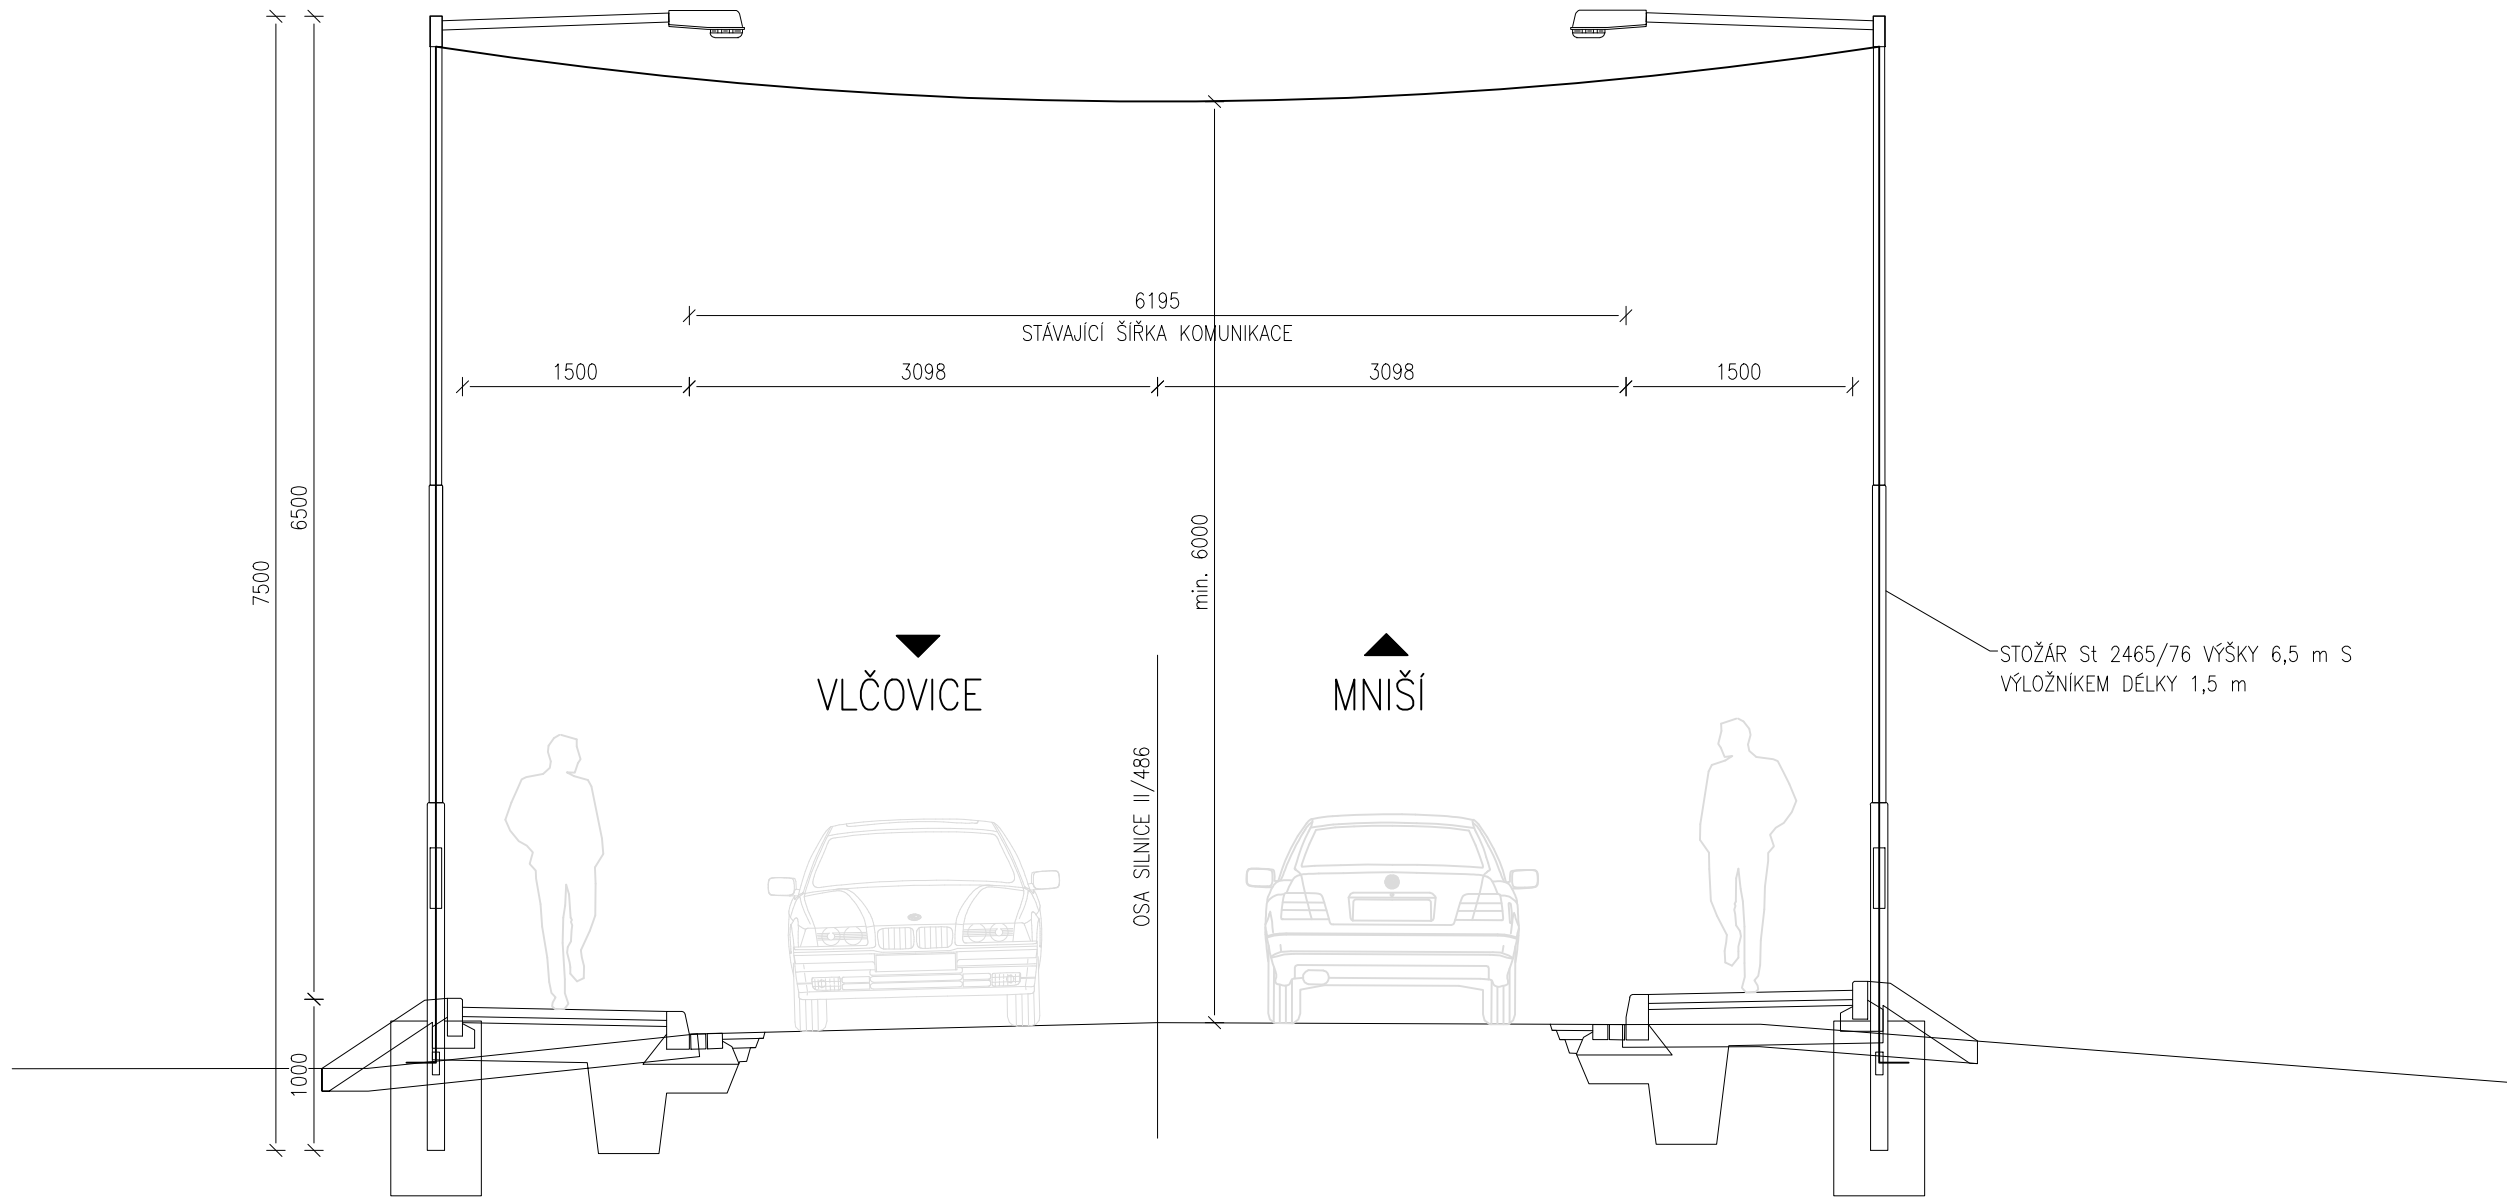 6195
STÁVAJÍCÍ ŠÍŘKA KOMUNIKACE
1500
3098
3098
1500
6500
7500
min. 6000
VLČOVICE
MNIŠÍ
STOŽÁR St 2465/76 VÝŠKY 6,5 m S
VÝLOŽNÍKEM DÉLKY 1,5 m
OSA SILNICE II/486
1000